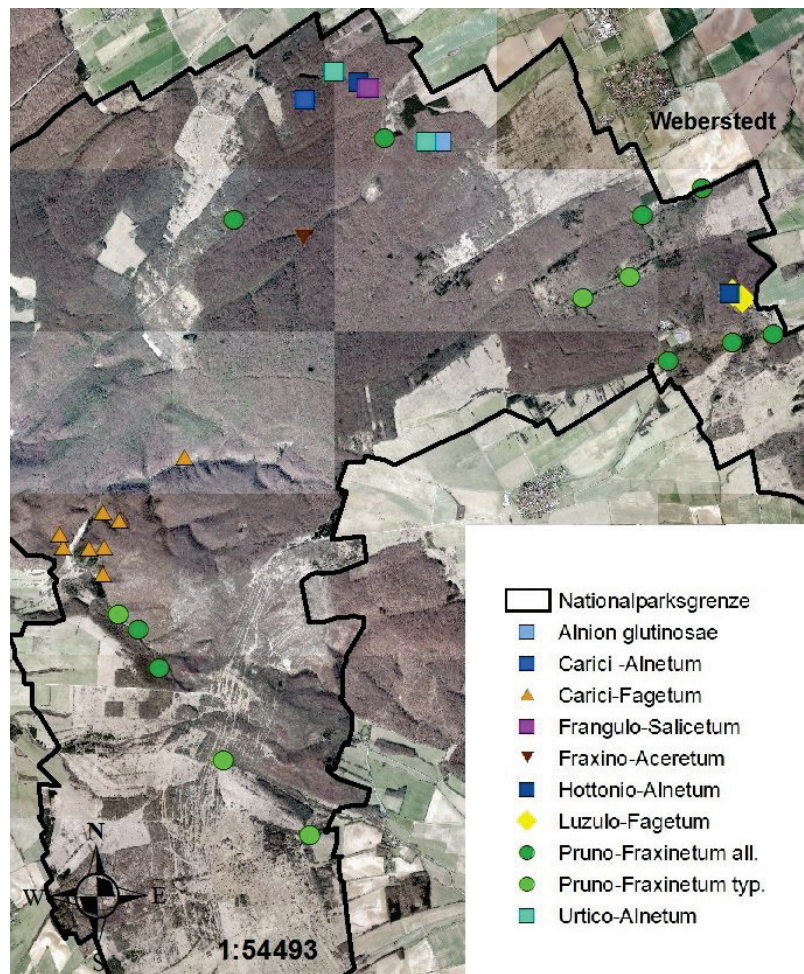 Weberstedt
Nationalparksgrenze
Alnion glutinosae
Carici -Alnetum
Carici-Fagetum
Frangulo-Salicetum
Fraxino-Aceretum
Hottonio-Alnetum
Luzulo-Fagetum
Pruno-Fraxinetum all.
Pruno-Fraxinetum typ.
Urtico-Alnetum
N
W E
S
1:54493